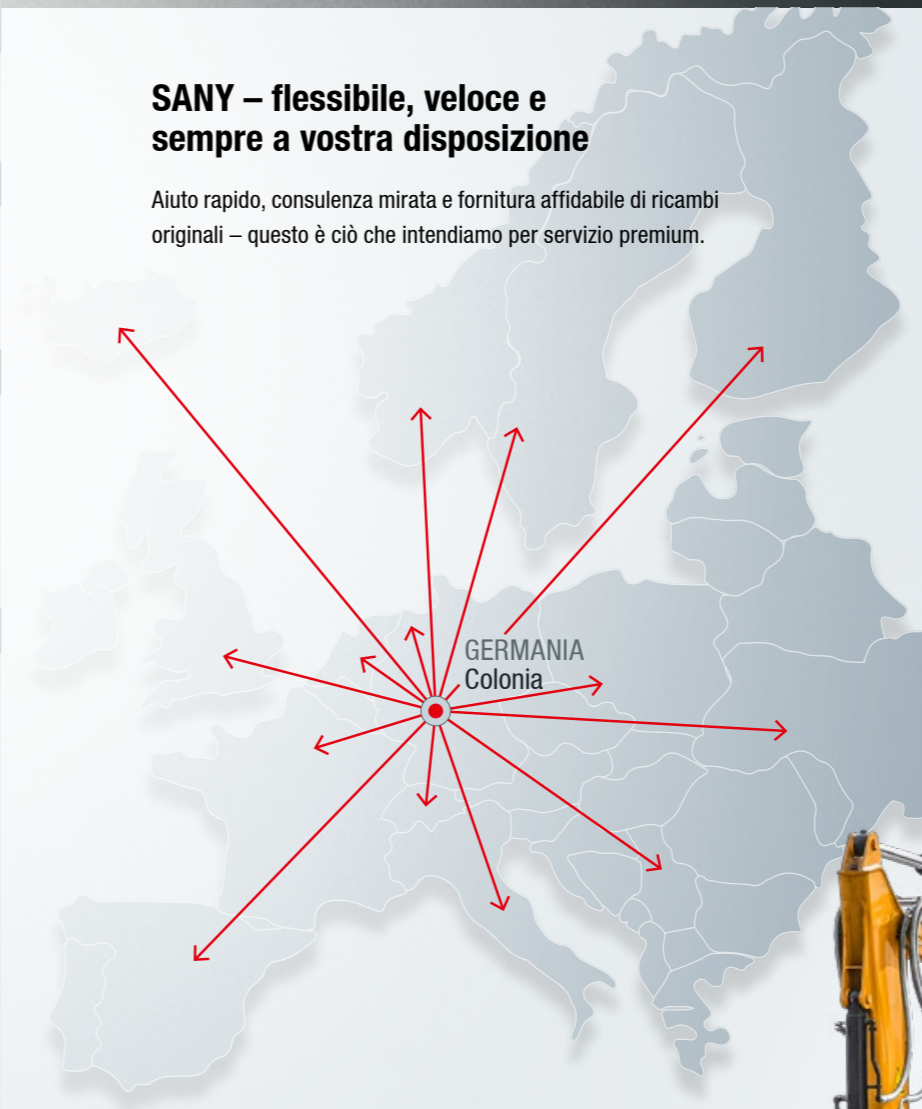 SANY – flessibile, veloce e
sempre a vostra disposizione
Aiuto rapido, consulenza mirata e fornitura affidabile di ricambi
originali – questo è ciò che intendiamo per servizio premium.
GERMANIA
Colonia